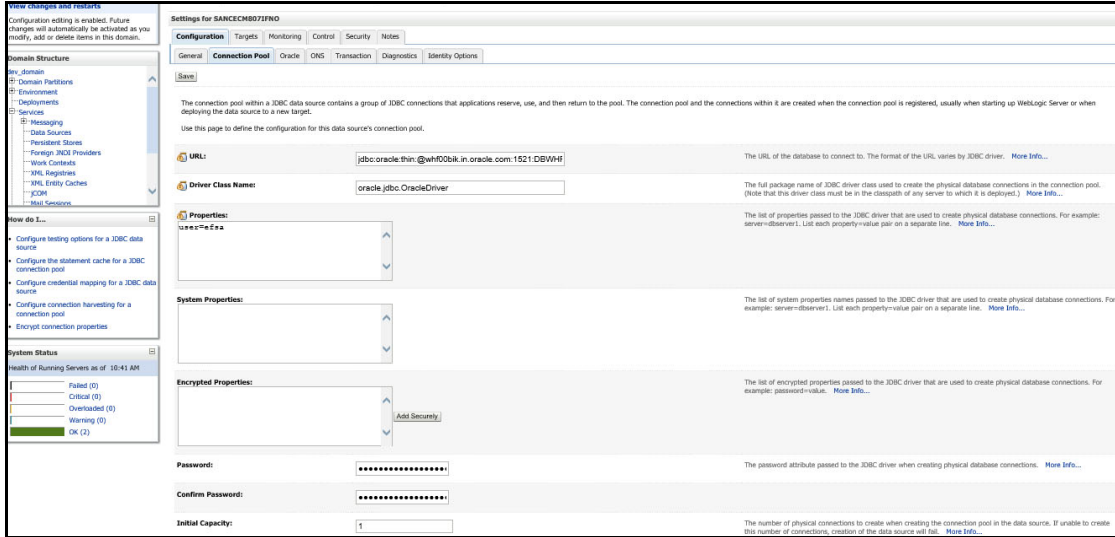 View changes and restarts
Configuration editing is enabled. Future
changes will automatically be activated as you
modify, add or delete items in this domain.
Domain Structure
dev_domain
Domain Partitions
Environment
Deployments
Services
Messaging
Data Sources
Persistent Stores
Foreign JNDI Providers
Work Contexts
XML Registries
XML Entity Caches
jCOM
Mail Sessions
How do I...
Configure testing options for a JDBC data
source
Configure the statement cache for a JDBC
connection pool
Configure credential mapping for a JDBC data
source
Configure connection harvesting for a
connection pool
Encrypt connection properties
System Status
Health of Running Servers as of 10:41 AM
Failed (0)
Critical (0)
Overloaded (0)
Warning (0)
OK (2)
Settings for SANCECM807IFNO
Configuration Targets Monitoring Control Security Notes
General Connection Pool Oracle ONS Transaction Diagnostics Identity Options
Save
The connection pool within a JDBC data source contains a group of JDBC connections that applications reserve, use, and then return to the pool. The connection pool and the connections within it are created when the connection pool is registered, usually when starting up WebLogic Server or when
deploying the data source to a new target.
Use this page to define the configuration for this data source's connection pool.
URL: jdbc:oracle:thin:@whf00bik.in.oracle.com:1521:DBWHF The URL of the database to connect to. The format of the URL varies by JDBC driver. More Info...
Driver Class Name: oracle.jdbc.OracleDriver The full package name of JDBC driver class used to create the physical database connections in the connection pool.
(Note that this driver class must be in the classpath of any server to which it is deployed.) More Info...
Properties: The list of properties passed to the JDBC driver that are used to create physical database connections. For example:
user=efsa server=dbserver1. List each property=value pair on a separate line. More Info...
System Properties: The list of system properties names passed to the JDBC driver that are used to create physical database connections. For
example: server=dbserver1. List each property=value pair on a separate line. More Info...
Encrypted Properties: The list of encrypted properties passed to the JDBC driver that are used to create physical database connections. For
example: password=value. More Info...
Add Securely
Password: The password attribute passed to the JDBC driver when creating physical database connections. More Info...
Confirm Password:
Initial Capacity: 1 The number of physical connections to create when creating the connection pool in the data source. If unable to create
this number of connections, creation of the data source will fail. More Info...